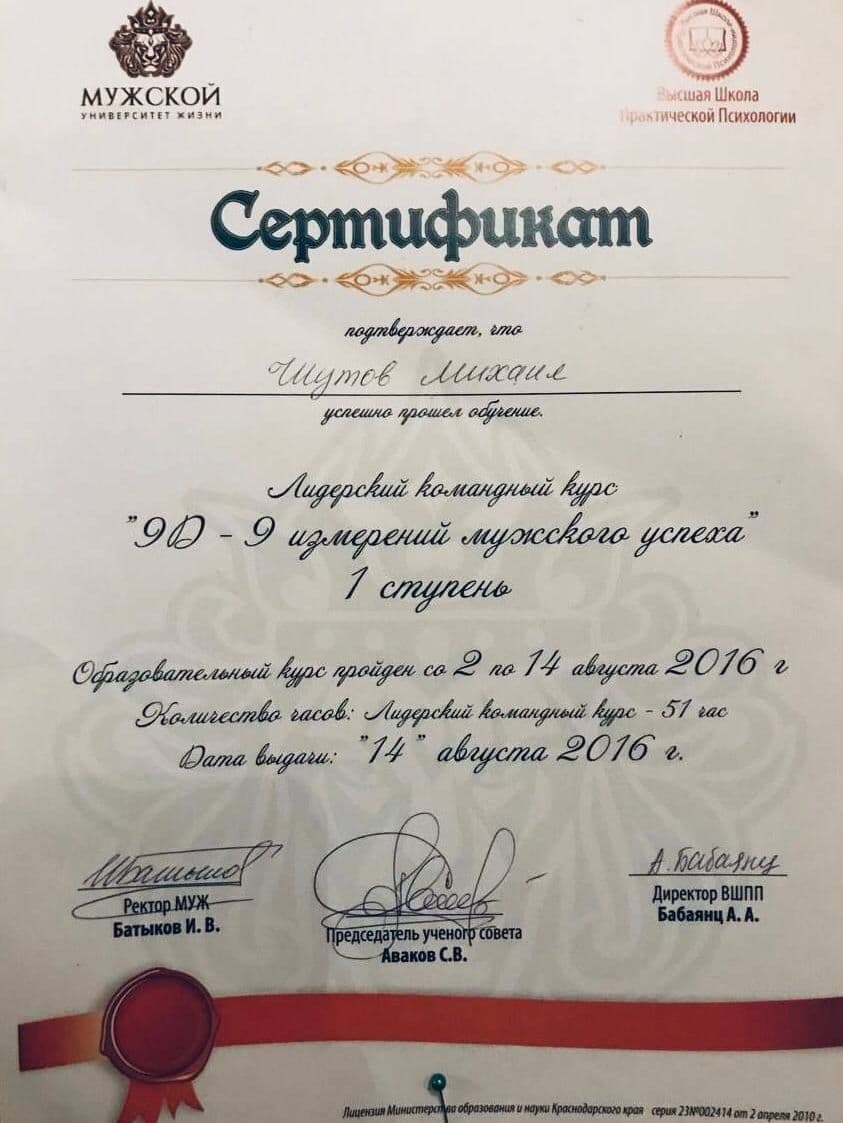 МУЖСКОЙ
УНИВЕРСИТЕТ ЖИЗНИ
Высшая Школа
Практической Психологии
Сертификат
подтверждает, что
Шутов Михаил
успешно прошел обучение.
Лидерский командный курс
"9Д - 9 измерений мужского успеха"
1 ступень
Образовательный курс пройден со 2 по 14 августа 2016 г
Количество часов: Лидерский командный курс - 51 час
Дата выдачи: "14" августа 2016 г.
А. Бабаянц
Ректор МУЖ
Батыков И. В.
Председатель ученого совета
Аваков С.В.
Директор ВШПП
Бабаянц А. А.
Лицензия Министерства образования и науки Краснодарского края серия 23№002414 от 2 апреля 2010 г.